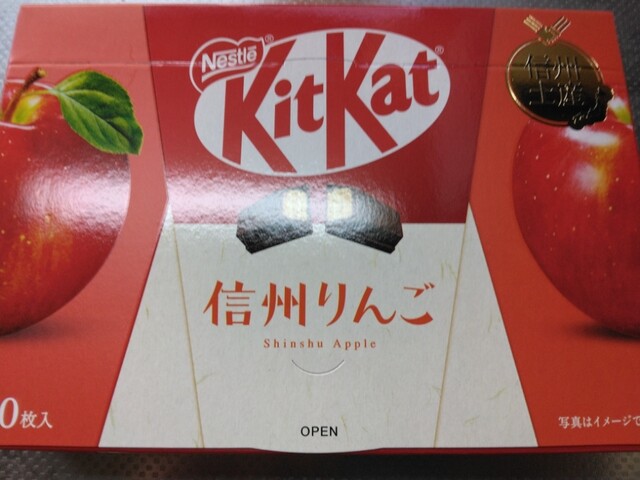 Nestlé
KitKat
信州
土産
信州りんご
Shinshu Apple
0枚入
OPEN
写真はイメージで